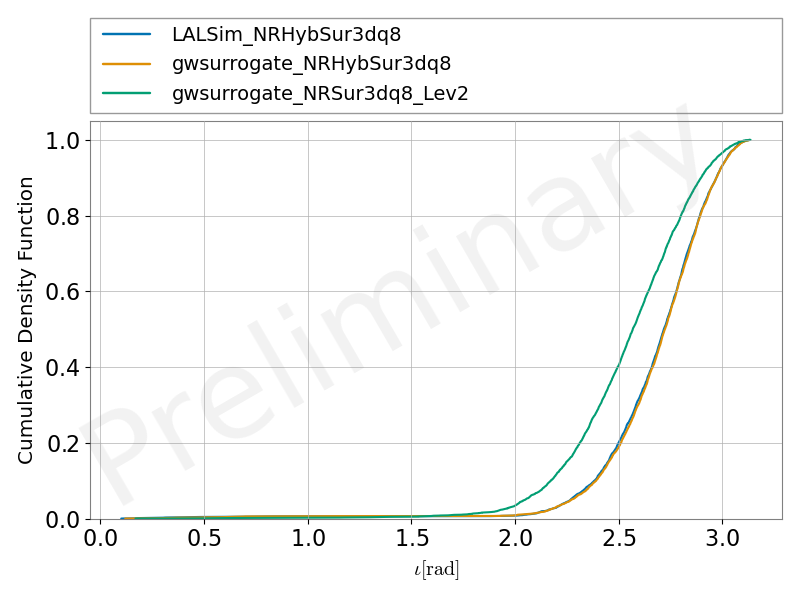 LALSim_NRHybSur3dq8
gwsurrogate_NRHybSur3dq8
gwsurrogate_NRSur3dq8_Lev2
Preliminary
Cumulative Density Function
1.0
0.8
0.6
0.4
0.2
0.0
0.0 0.5 1.0 1.5 2.0 2.5 3.0
ι[rad]